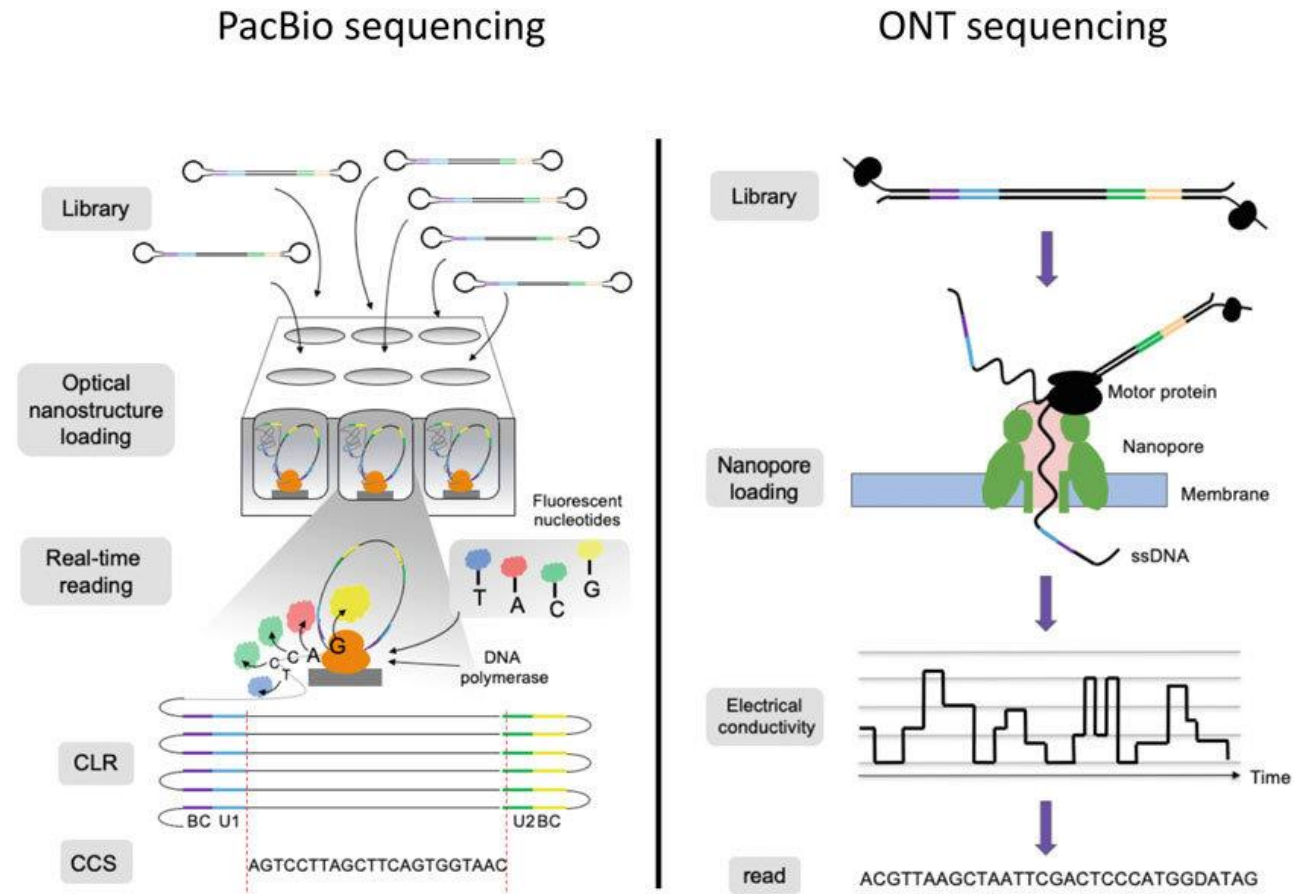 PacBio sequencing
Library
Optical
nanostructure
loading
Fluorescent
nucleotides
Real-time
reading
T
A
C
G
G
A
C
C
T
DNA
polymerase
CLR
BC U1
U2 BC
CCS
AGTCCTTAGCTTCAGTGGTAAC
ONT sequencing
Library
Motor protein
Nanopore
Nanopore
loading
Membrane
ssDNA
Electrical
conductivity
Time
read
ACGTTAAGCTAATTCGACTCCCATGGDATAG